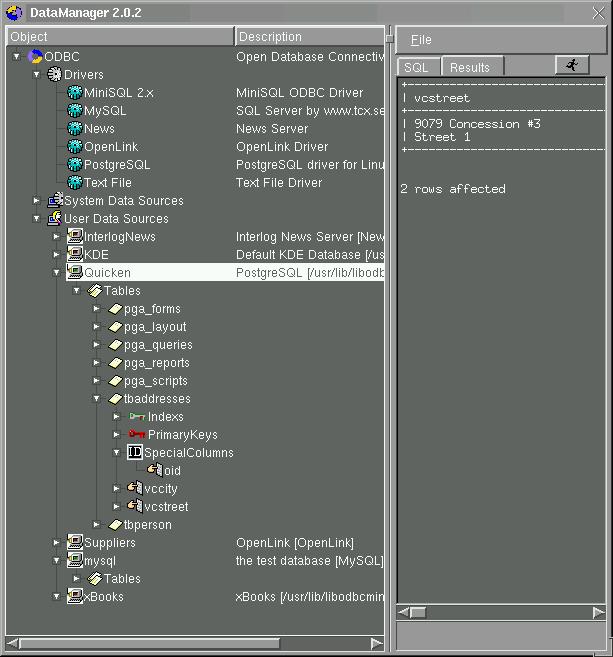 DataManager 2.0.2
Object Description
ODBC Open Database Connectiv
Drivers
MiniSQL 2.x MiniSQL ODBC Driver
MySQL SQL Server by www.tcx.se
News News Server
OpenLink OpenLink Driver
PostgreSQL PostgreSQL driver for Linu
Text File Text File Driver
System Data Sources
User Data Sources
InterlogNews Interlog News Server [New
KDE Default KDE Database [/us
Quicken PostgreSQL [/usr/lib/libodb
Tables
pga_forms
pga_layout
pga_queries
pga_reports
pga_scripts
tbaddresses
Indexs
PrimaryKeys
ID SpecialColumns
oid
vccity
vcstreet
tbperson
Suppliers OpenLink [OpenLink]
mysql the test database [MySQL]
Tables
xBooks xBooks [/usr/lib/libodbcmin
File
SQL Results
+------------------------------
| vcstreet
+------------------------------
| 9079 Concession #3
| Street 1
+------------------------------
2 rows affected